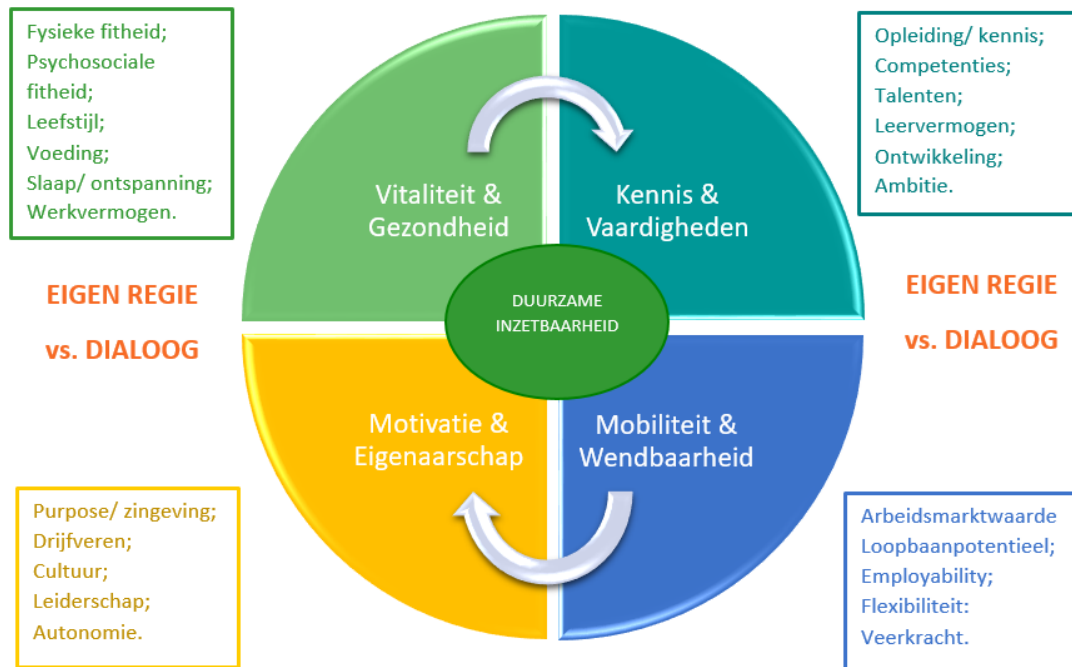 Fysieke fitheid;
Psychosociale
fitheid;
Leefstijl;
Voeding;
Slaap/ ontspanning;
Werkvermogen.
Opleiding/ kennis;
Competenties;
Talenten;
Leervermogen;
Ontwikkeling;
Ambitie.
Vitaliteit &
Gezondheid
Kennis &
Vaardigheden
EIGEN REGIE
vs. DIALOOG
DUURZAME
INZETBAARHEID
EIGEN REGIE
vs. DIALOOG
Motivatie &
Eigenaarschap
Mobiliteit &
Wendbaarheid
Purpose/ zingeving;
Drijfveren;
Cultuur;
Leiderschap;
Autonomie.
Arbeidsmarktwaarde
Loopbaanpotentieel;
Employability;
Flexibiliteit:
Veerkracht.